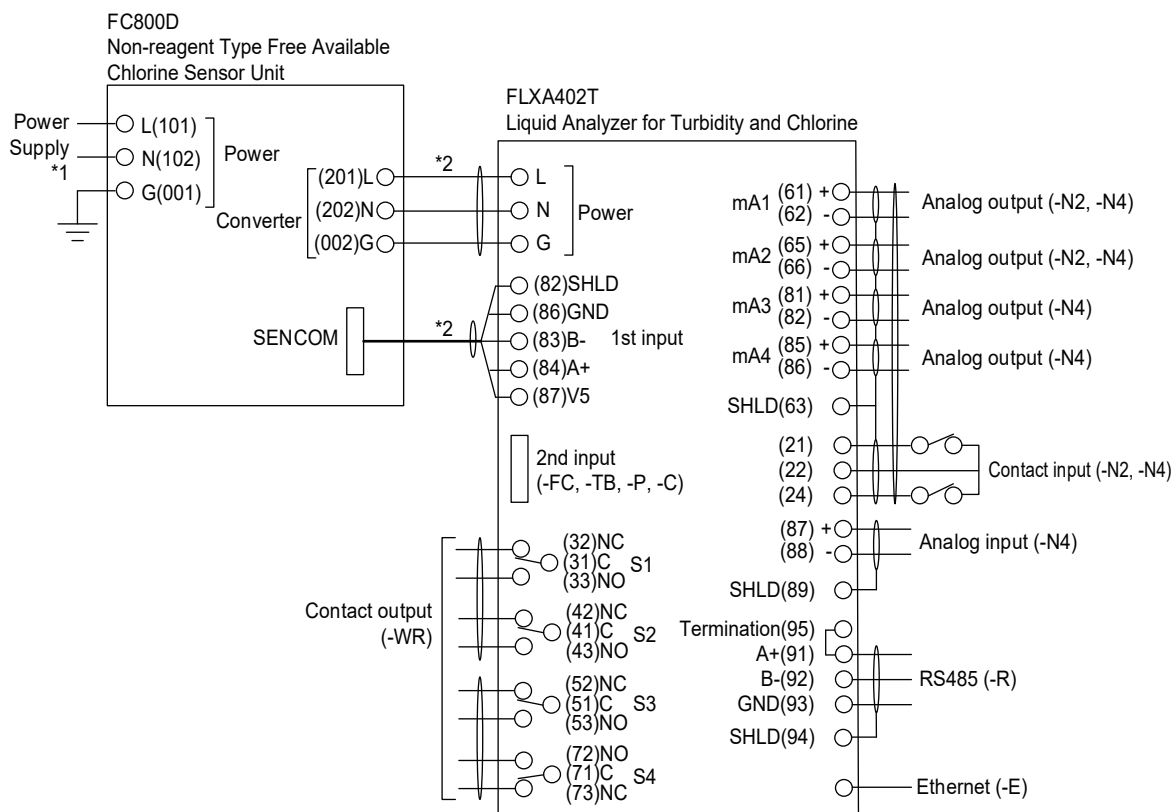 FC800D
Non-reagent Type Free Available
Chlorine Sensor Unit
Power
Supply
*1
L(101)
N(102)
G(001)
Power
Converter
(201)L
(202)N
(002)G
*2
SENCOM
*2
FLXA402T
Liquid Analyzer for Turbidity and Chlorine
L
N
G
Power
(82)SHLD
(86)GND
(83)B-
(84)A+
(87)V5
1st input
2nd input
(-FC, -TB, -P, -C)
Contact output
(-WR)
(32)NC
(31)C
(33)NO
S1
(42)NC
(41)C
(43)NO
S2
(52)NC
(51)C
(53)NO
S3
(72)NO
(71)C
(73)NC
S4
mA1 (61) +
(62) -
Analog output (-N2, -N4)
mA2 (65) +
(66) -
Analog output (-N2, -N4)
mA3 (81) +
(82) -
Analog output (-N4)
mA4 (85) +
(86) -
Analog output (-N4)
SHLD(63)
(21)
(22)
(24)
Contact input (-N2, -N4)
(87) +
(88) -
Analog input (-N4)
SHLD(89)
Termination(95)
A+(91)
B-(92)
GND(93)
RS485 (-R)
SHLD(94)
Ethernet (-E)